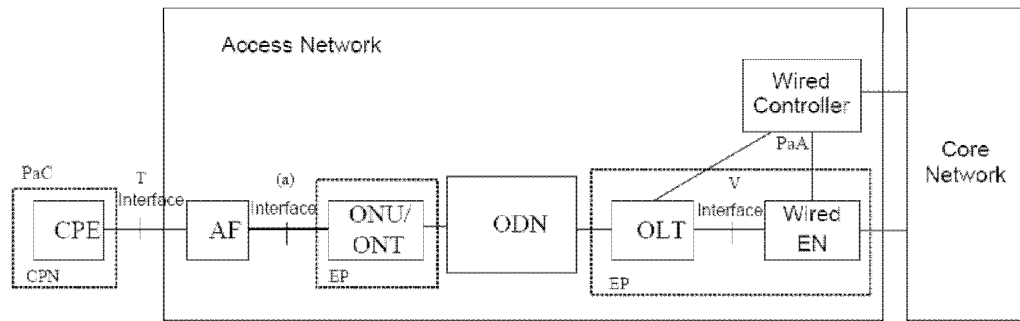 Access Network
Wired
Controller
PaA
Core
Network
PaC
T
Interface
(a)
Interface
V
Interface
CPE
AF
ONU/
ONT
ODN
OLT
Wired
EN
CPN
EP
EP